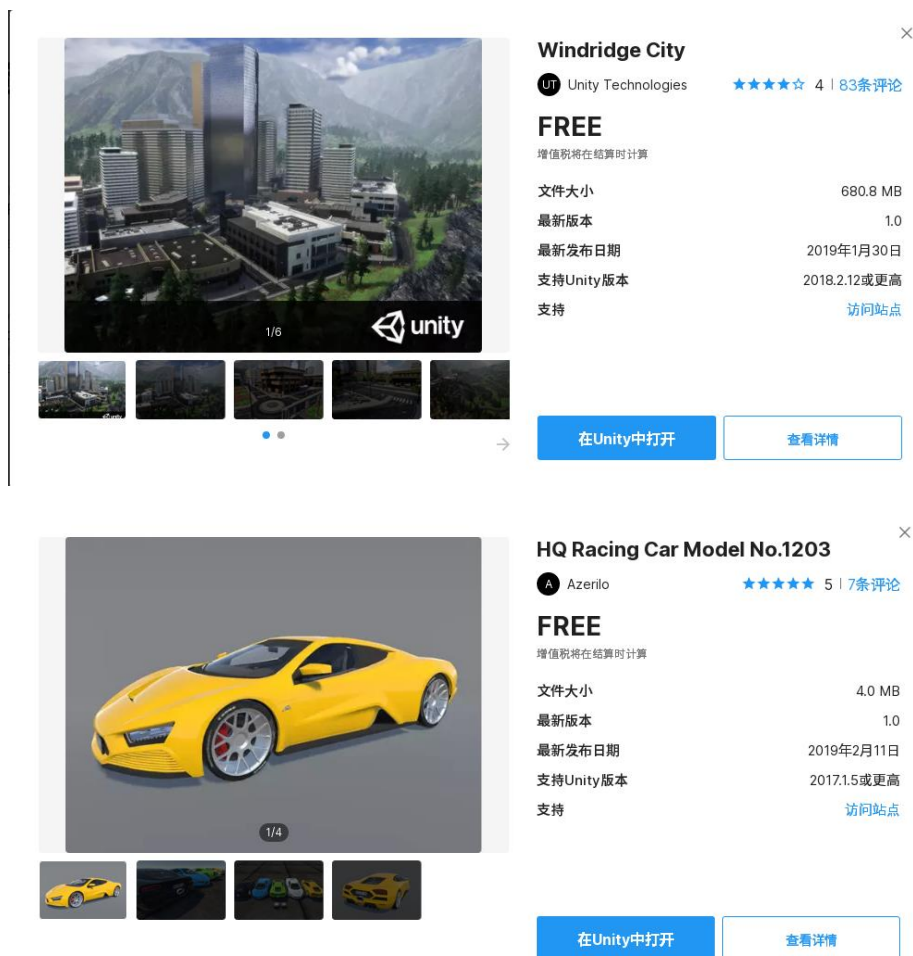 Windridge City
UT Unity Technologies ★★★★☆ 4 | 83条评论
FREE
增值税将在结算时计算
文件大小 680.8 MB
最新版本 1.0
最新发布日期 2019年1月30日
支持Unity版本 2018.2.12或更高
支持 访问站点
1/6 unity
在Unity中打开 查看详情
HQ Racing Car Model No.1203
A Azerilo ★★★★★ 5 | 7条评论
FREE
增值税将在结算时计算
文件大小 4.0 MB
最新版本 1.0
最新发布日期 2019年2月11日
支持Unity版本 2017.1.5或更高
支持 访问站点
1/4
在Unity中打开 查看详情